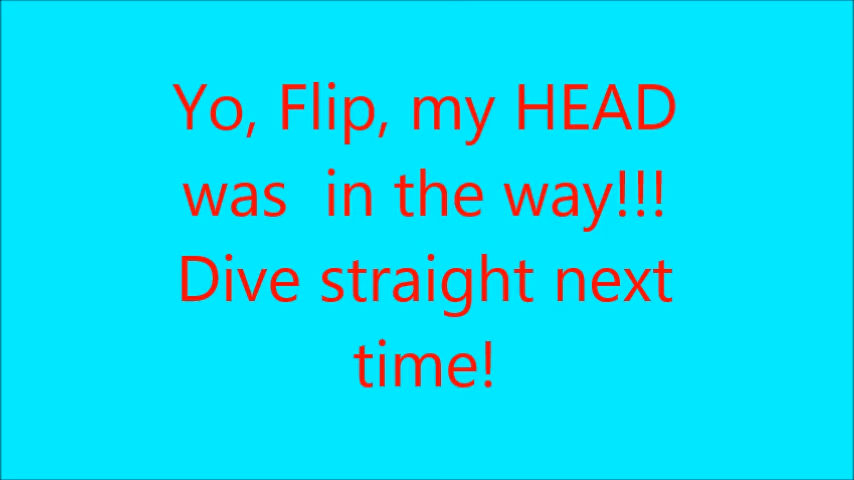 Yo, Flip, my HEAD
was  in the way!!!
Dive straight next
time!